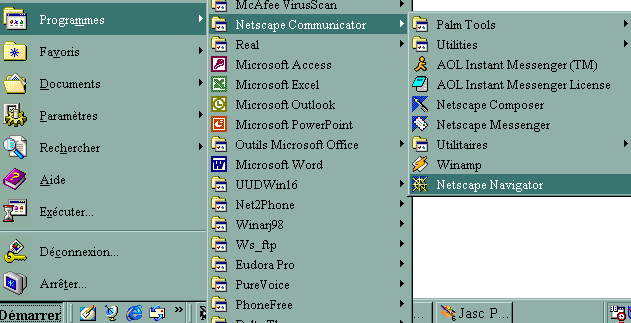 Programmes
Favoris
Documents
Paramètres
Rechercher
Aide
Exécuter...
Déconnexion...
Arrêter...
McAfee VirusScan
Netscape Communicator
Real
Microsoft Access
Microsoft Excel
Microsoft Outlook
Microsoft PowerPoint
Outils Microsoft Office
Microsoft Word
UUDWin16
Net2Phone
Winarj98
Ws_ftp
Eudora Pro
PureVoice
PhoneFree
Palm Tools
Utilities
AOL Instant Messenger (TM)
AOL Instant Messenger License
Netscape Composer
Netscape Messenger
Utilitaires
Winamp
Netscape Navigator
Démarrer
»
...
Jasc P...